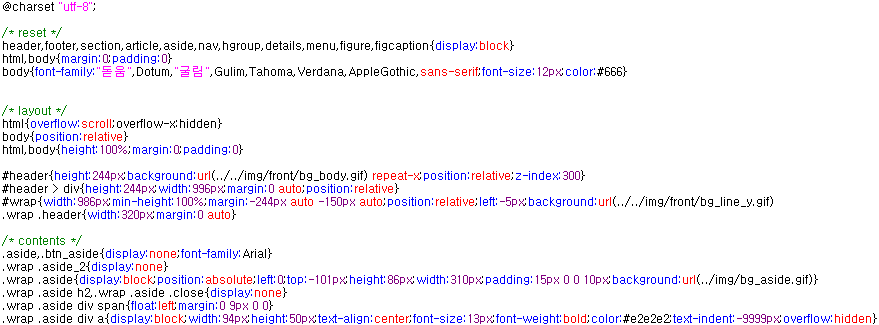 @charset "utf-8";
/* reset */
header,footer,section,article,aside,nav,hgroup,details,menu,figure,figcaption{display:block}
html,body{margin:0;padding:0}
body{font-family:"돋움",Dotum,"굴림",Gulim,Tahoma,Verdana,AppleGothic,sans-serif;font-size:12px;color:#666}
/* layout */
html{overflow:scroll;overflow-x:hidden}
body{position:relative}
html,body{height:100%;margin:0;padding:0}
#header{height:244px;background:url(../../img/front/bg_body.gif) repeat-x;position:relative;z-index:300}
#header > div{height:244px;width:996px;margin:0 auto;position:relative}
#wrap{width:986px;min-height:100%;margin:-244px auto -150px auto;position:relative;left:-5px;background:url(../../img/front/bg_line_y.gif)
.wrap .header{width:320px;margin:0 auto}
/* contents */
.aside,.btn_aside{display:none;font-family:Arial}
.wrap .aside_2{display:none}
.wrap .aside{display:block;position:absolute;left:0;top:-101px;height:86px;width:310px;padding:15px 0 0 10px;background:url(../img/bg_aside.gif)}
.wrap .aside h2,.wrap .aside .close{display:none}
.wrap .aside div span{float:left;margin:0 9px 0 0}
.wrap .aside div a{display:block;width:94px;height:50px;text-align:center;font-size:13px;font-weight:bold;color:#e2e2e2;text-indent:-9999px;overflow:hidden}